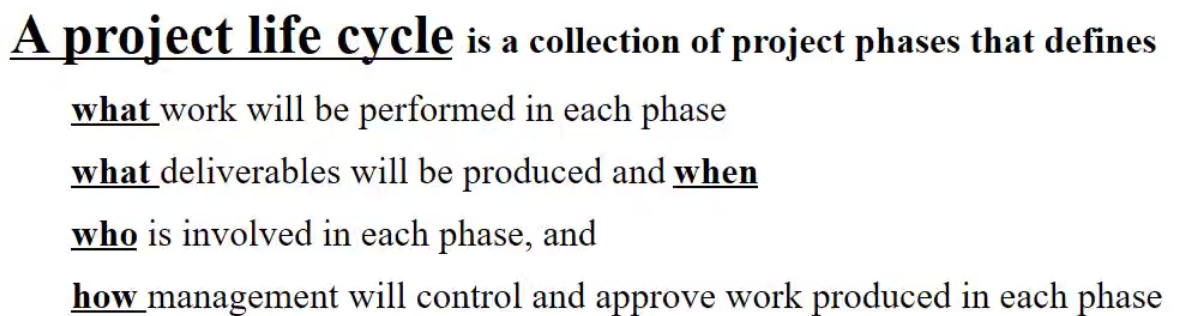 A project life cycle is a collection of project phases that defines
what work will be performed in each phase
what deliverables will be produced and when
who is involved in each phase, and
how management will control and approve work produced in each phase